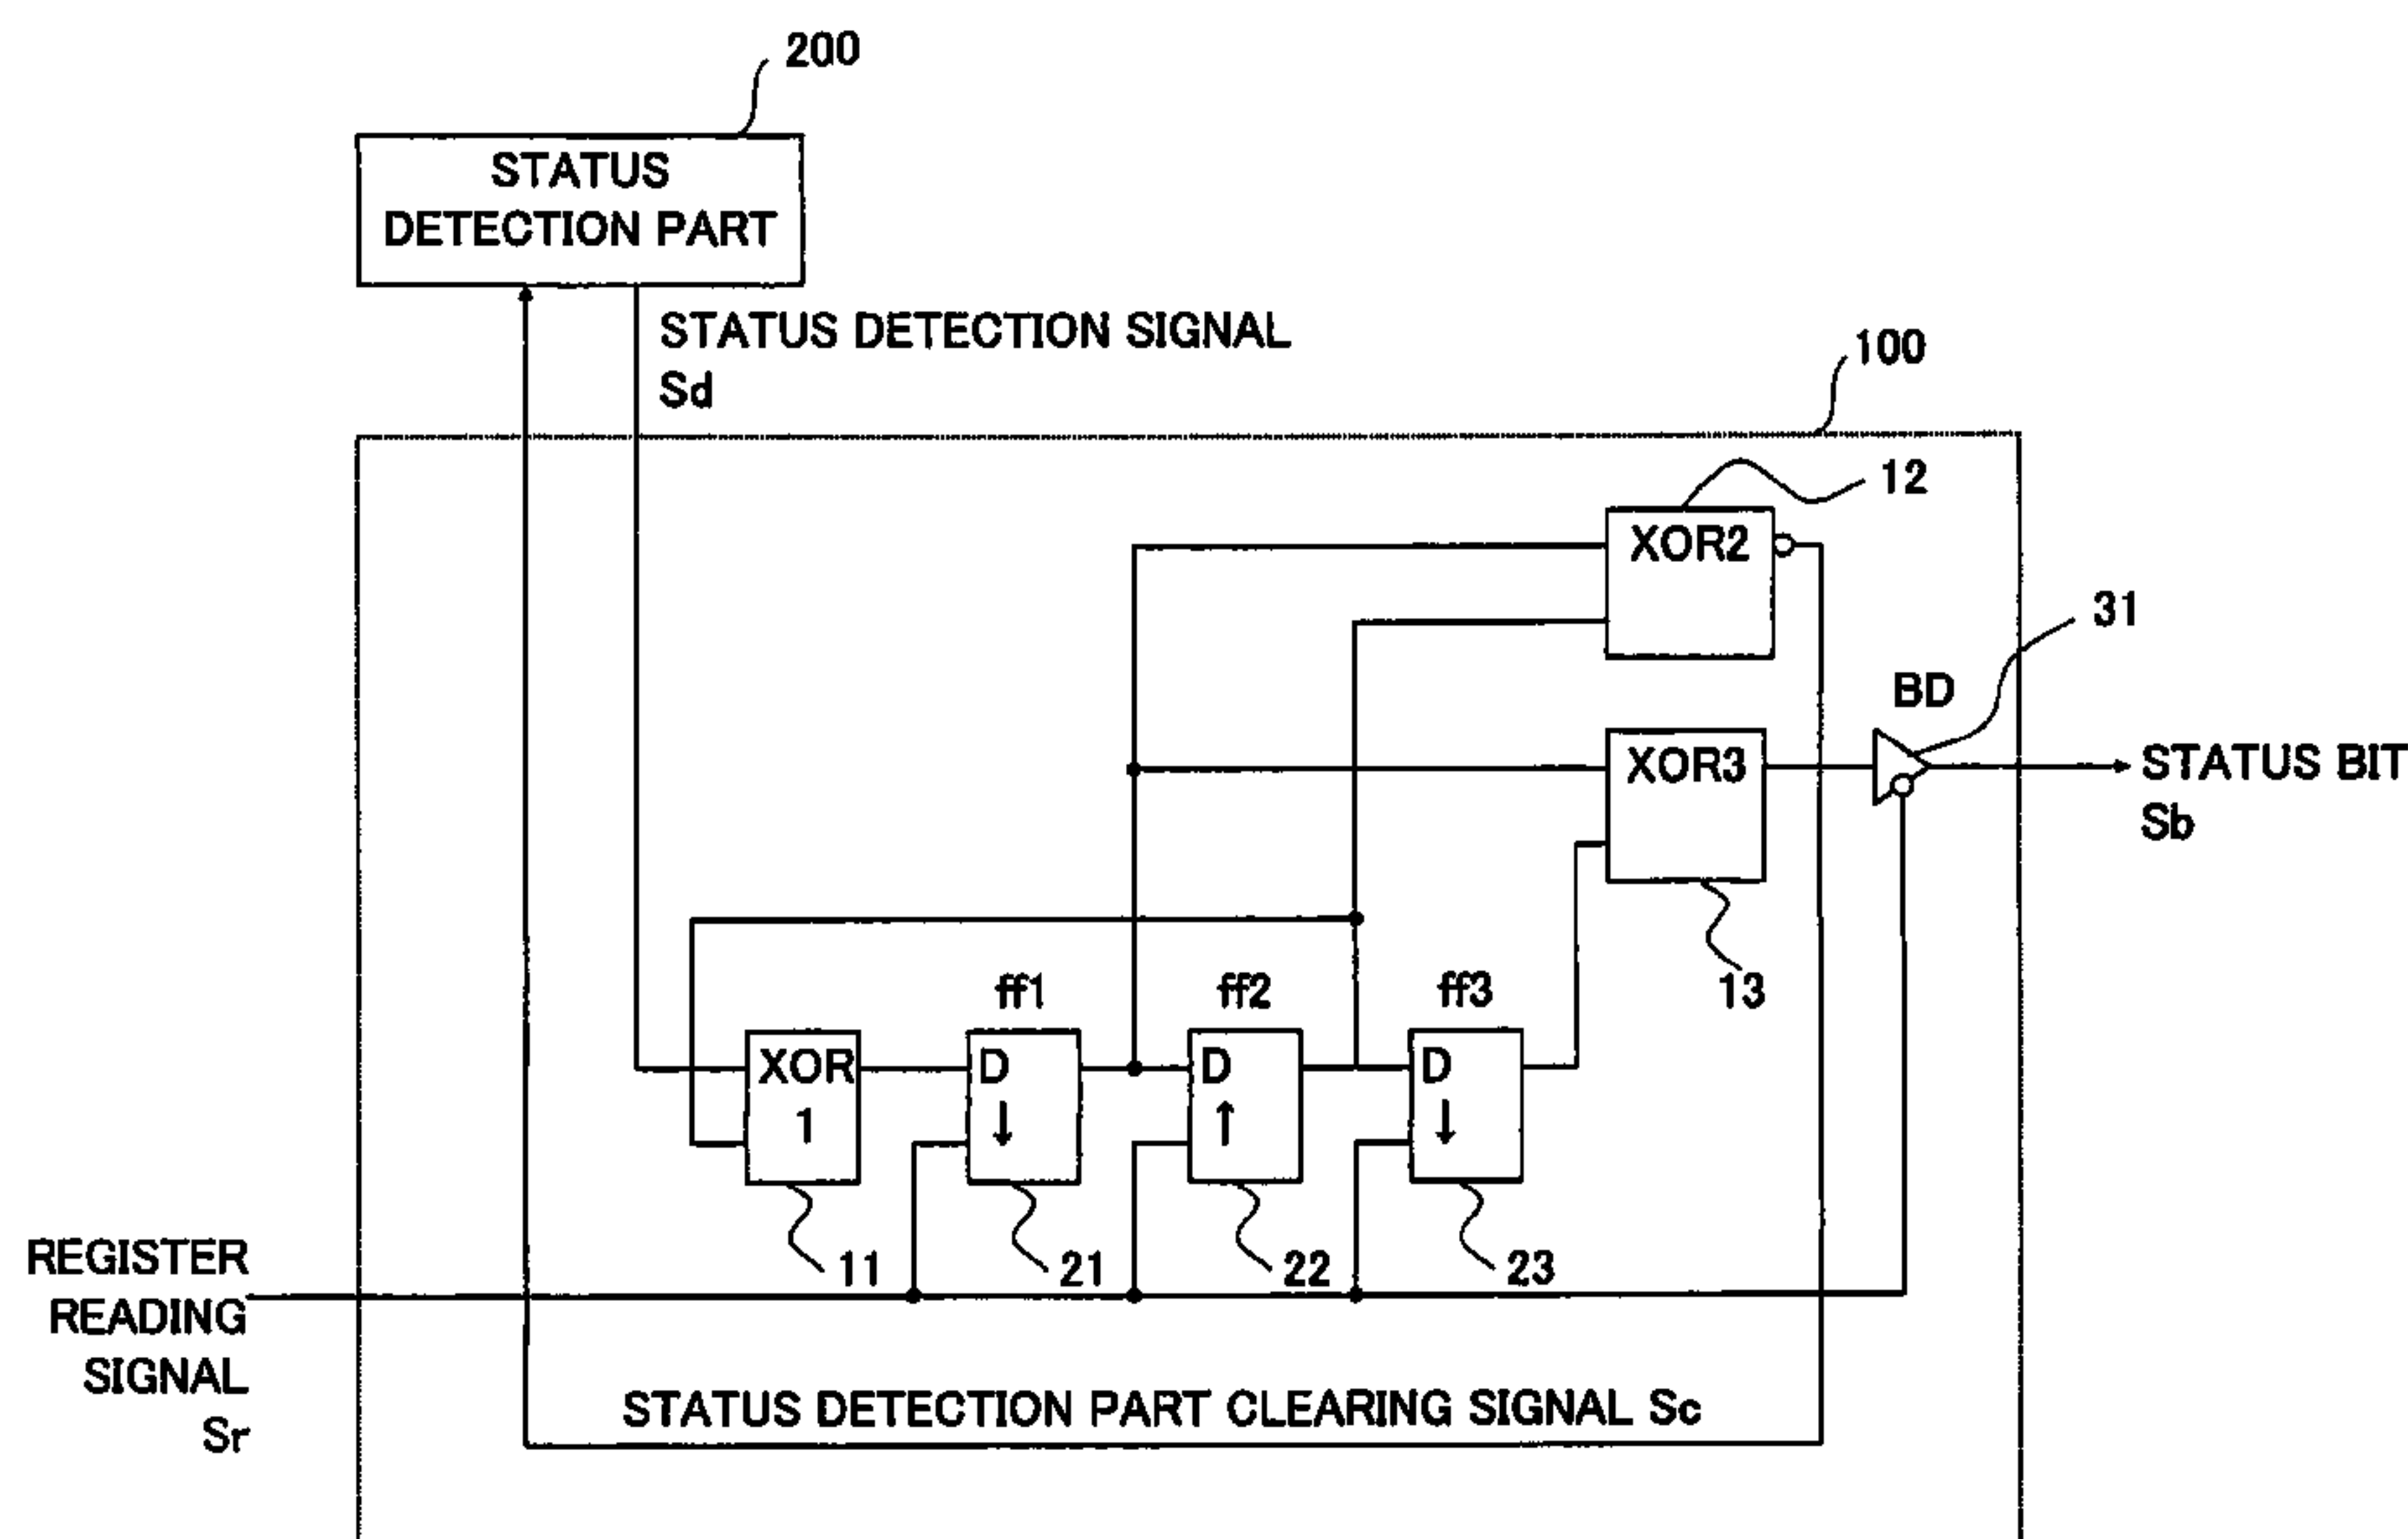 200
STATUS
DETECTION PART
STATUS DETECTION SIGNAL
Sd
100
12
XOR2
31
BD
XOR3
STATUS BIT
Sb
13
ff1
ff2
ff3
XOR
1
D
↓
D
↑
D
↓
11
21
22
23
REGISTER
READING
SIGNAL
Sr
STATUS DETECTION PART CLEARING SIGNAL Sc